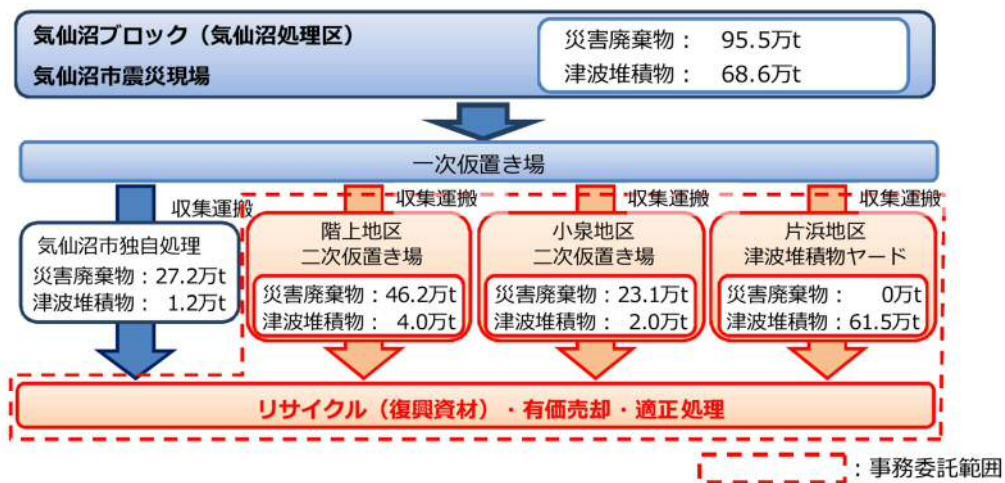 気仙沼ブロック（気仙沼処理区）
気仙沼市震災現場
災害廃棄物： 95.5万t
津波堆積物： 68.6万t
一次仮置き場
収集運搬
収集運搬
収集運搬
収集運搬
気仙沼市独自処理
災害廃棄物：27.2万t
津波堆積物： 1.2万t
階上地区
二次仮置き場
災害廃棄物：46.2万t
津波堆積物： 4.0万t
小泉地区
二次仮置き場
災害廃棄物：23.1万t
津波堆積物： 2.0万t
片浜地区
津波堆積物ヤード
災害廃棄物： 0万t
津波堆積物：61.5万t
リサイクル（復興資材）・有価売却・適正処理
：事務委託範囲